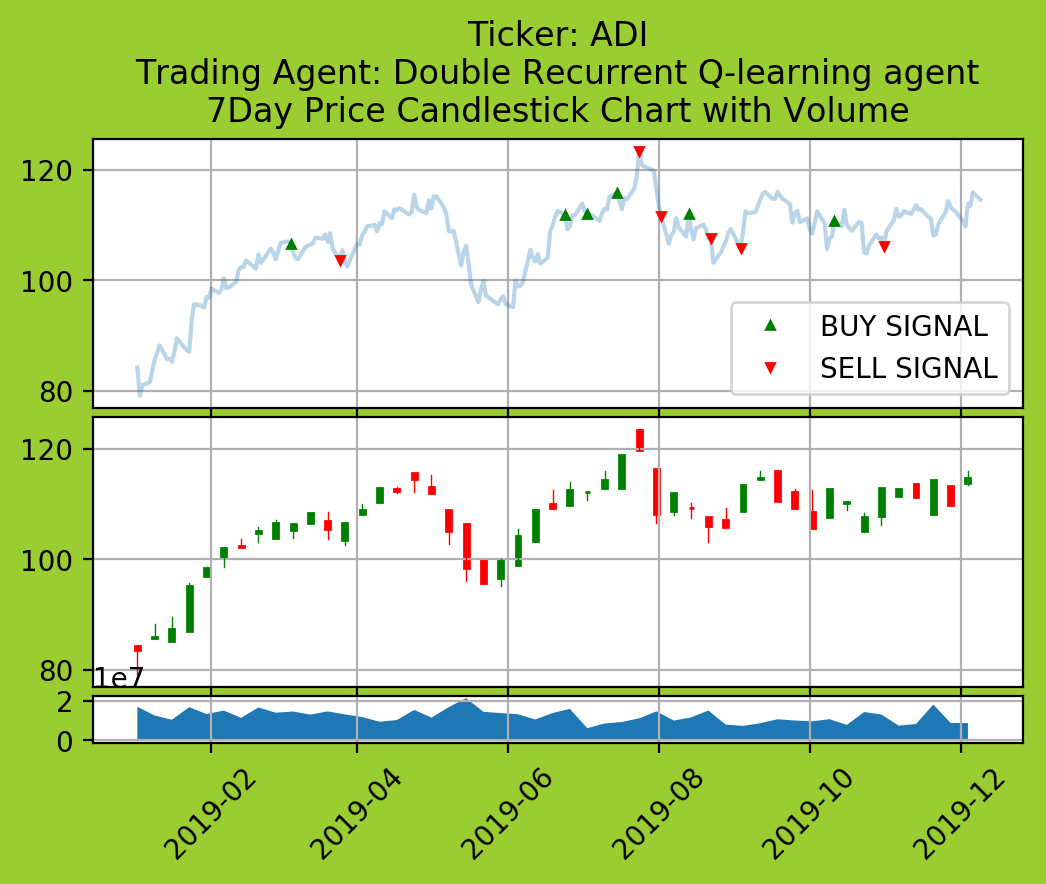 Ticker: ADI
Trading Agent: Double Recurrent Q-learning agent
7Day Price Candlestick Chart with Volume
120
100
80
BUY SIGNAL
SELL SIGNAL
120
100
80
1e7
2
0
2019-02
2019-04
2019-06
2019-08
2019-10
2019-12